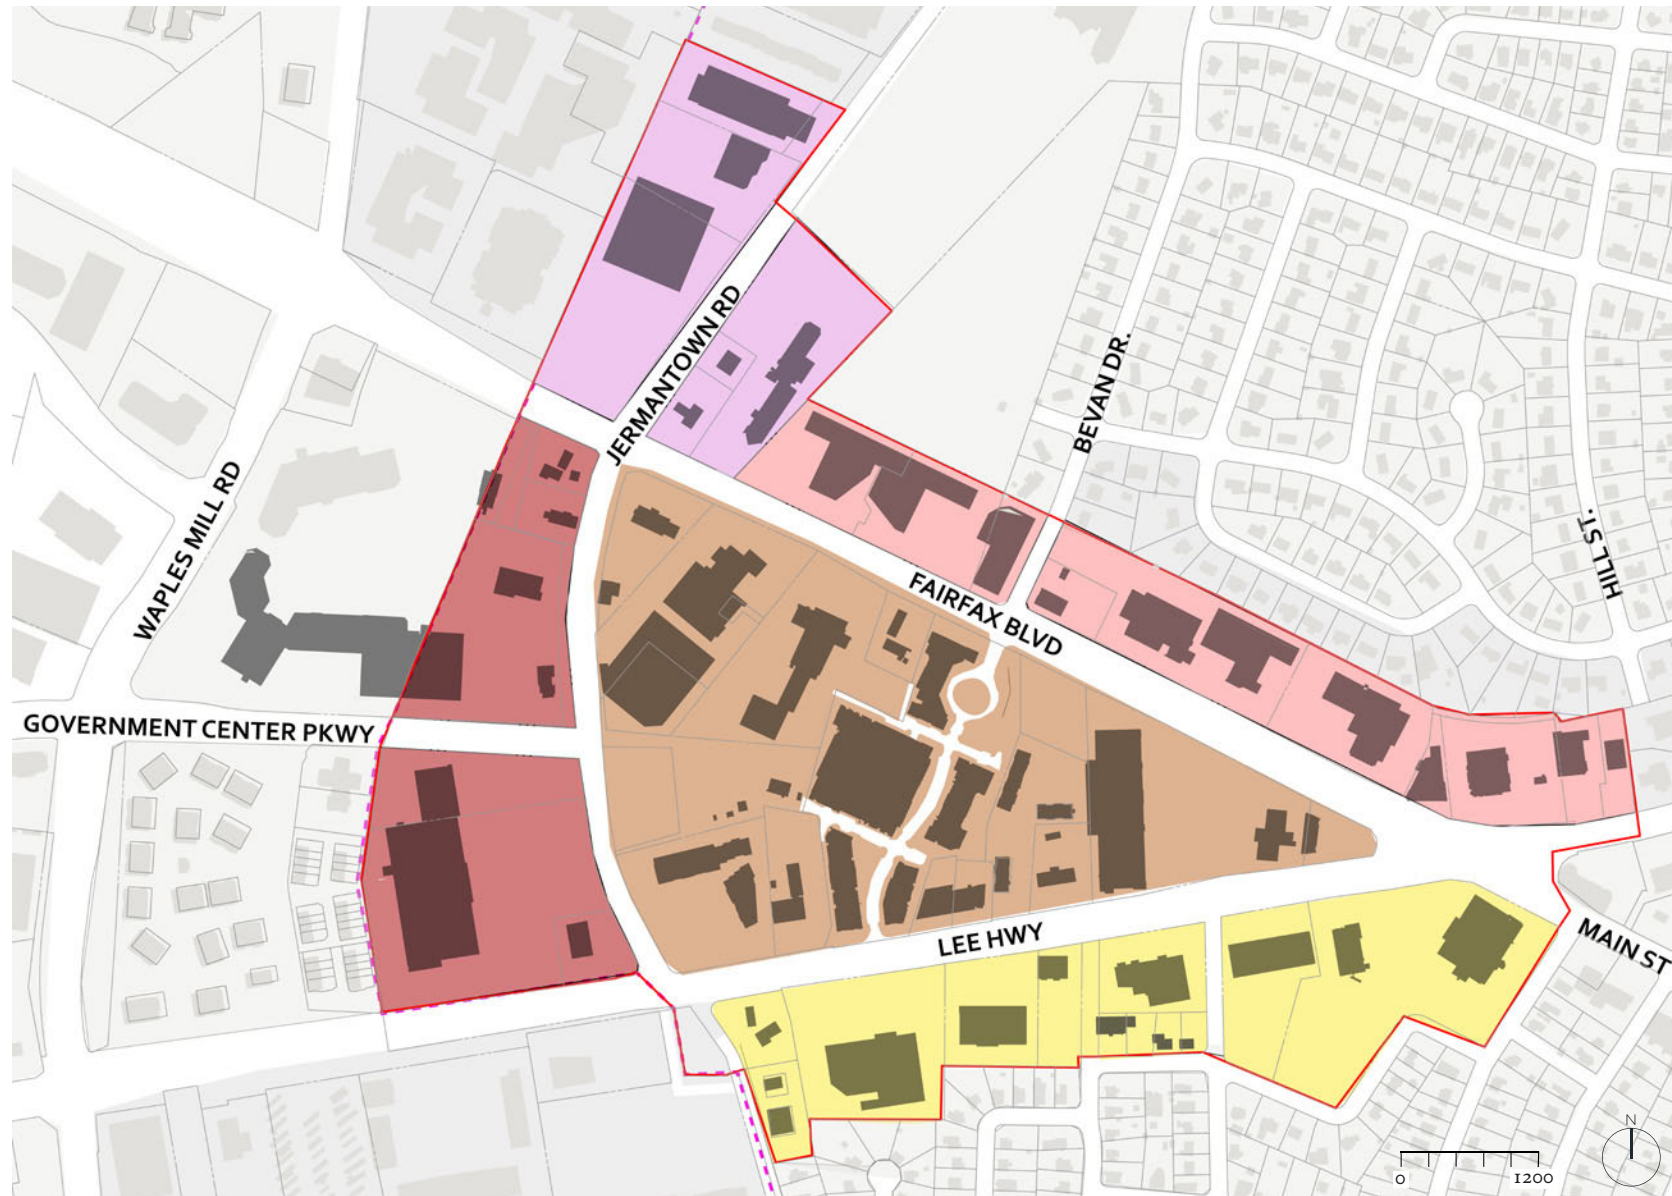 JERMANTOWN RD
BEVAN DR.
WAPLES MILL RD
HILL ST.
FAIRFAX BLVD
GOVERNMENT CENTER PKWY
LEE HWY
MAIN ST
N
0 1200